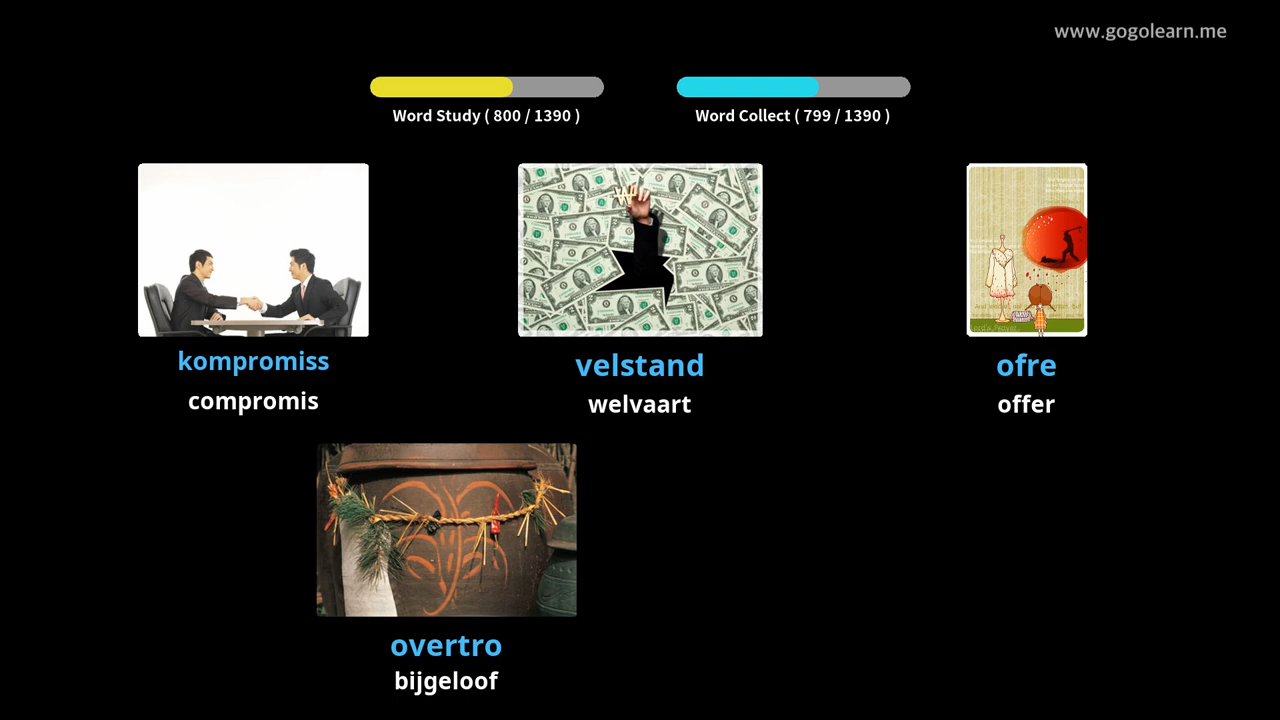 www.gogolearn.me
Word Study ( 800 / 1390 )
Word Collect ( 799 / 1390 )
kompromiss
compromis
velstand
welvaart
ofre
offer
overtro
bijgeloof